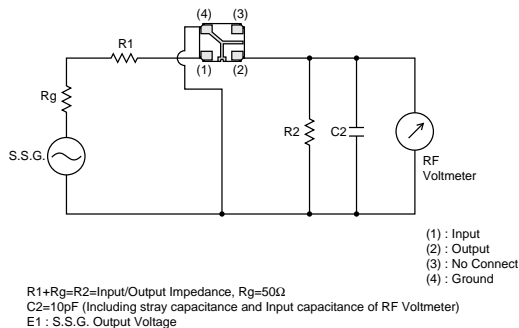 (4) (3)
R1
(1) (2)
Rg
S.S.G.
R2
C2
RF
Voltmeter
(1) : Input
(2) : Output
(3) : No Connect
(4) : Ground
R1+Rg=R2=Input/Output Impedance, Rg=50Ω
C2=10pF (Including stray capacitance and Input capacitance of RF Voltmeter)
E1 : S.S.G. Output Voltage